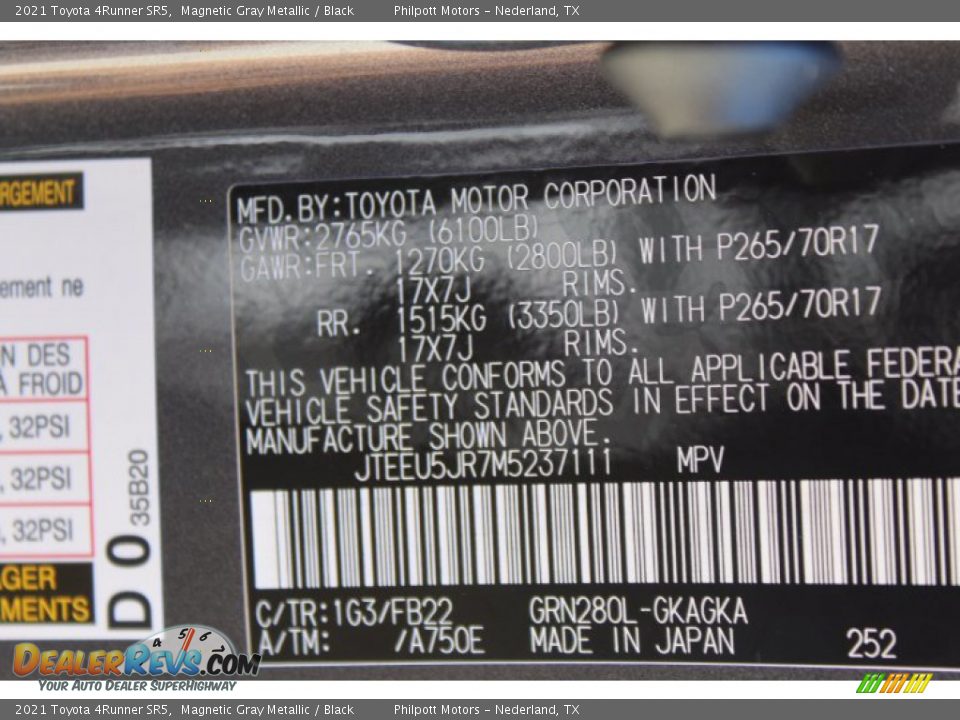 2021 Toyota 4Runner SR5, Magnetic Gray Metallic / Black Philpott Motors - Nederland, TX
RGEMENT
ement ne
N DES
A FROID
, 32PSI
, 32PSI
, 32PSI
AGER
MENTS
D 0
35B20
MFD.BY:TOYOTA MOTOR CORPORATION
GVWR:2765KG (6100LB)
GAWR:FRT. 1270KG (2800LB) WITH P265/70R17
17X7J RIMS.
RR. 1515KG (3350LB) WITH P265/70R17
17X7J RIMS.
THIS VEHICLE CONFORMS TO ALL APPLICABLE FEDERA
VEHICLE SAFETY STANDARDS IN EFFECT ON THE DATE
MANUFACTURE SHOWN ABOVE.
JTEEU5JR7M5237111 MPV
C/TR:1G3/FB22 GRN280L-GKAGKA
A/TM: /A750E MADE IN JAPAN 252
4 5 6
DEALERREVS.COM
YOUR AUTO DEALER SUPERHIGHWAY
2021 Toyota 4Runner SR5, Magnetic Gray Metallic / Black Philpott Motors - Nederland, TX